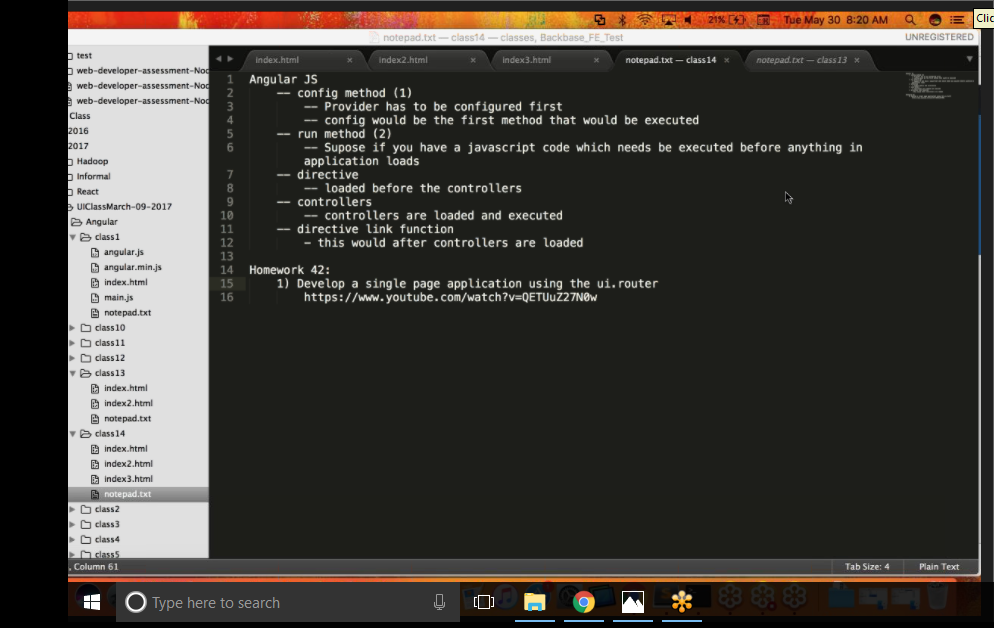 Clic
21% Tue May 30 8:20 AM
notepad.txt — class14 — classes, Backbase_FE_Test
UNREGISTERED
test
web-developer-assessment-Noc
web-developer-assessment-Noc
web-developer-assessment-Noc
Class
2016
2017
Hadoop
Informal
React
UIClassMarch-09-2017
Angular
class1
angular.js
angular.min.js
index.html
main.js
notepad.txt
class10
class11
class12
class13
index.html
index2.html
notepad.txt
class14
index.html
index2.html
index3.html
notepad.txt
class2
class3
class4
class5
index.html × index2.html × index3.html × notepad.txt — class14 × notepad.txt — class13 ×
1 Angular JS
2 -- config method (1)
3 -- Provider has to be configured first
4 -- config would be the first method that would be executed
5 -- run method (2)
6 -- Supose if you have a javascript code which needs be executed before anything in
application loads
7 -- directive
8 -- loaded before the controllers
9 -- controllers
10 -- controllers are loaded and executed
11 -- directive link function
12 - this would after controllers are loaded
13
14 Homework 42:
15 1) Develop a single page application using the ui.router
16 https://www.youtube.com/watch?v=QETUuZ27N0w
, Column 61 Tab Size: 4 Plain Text
Type here to search